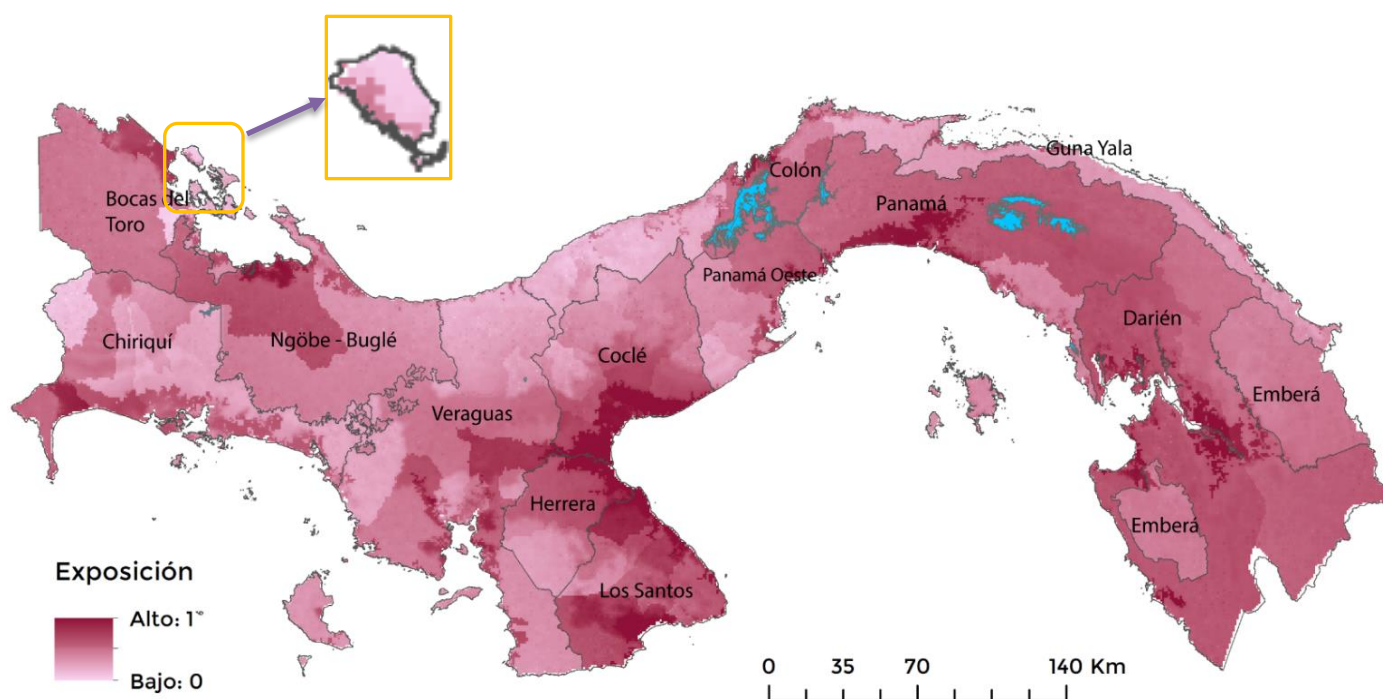 Guna Yala
Colón
Bocas del
Toro
Panamá
Panamá Oeste
Darién
Chiriquí
Ngöbe - Buglé
Coclé
Emberá
Veraguas
Herrera
Emberá
Los Santos
Exposición
Alto: 1
Bajo: 0
0 35 70 140 Km